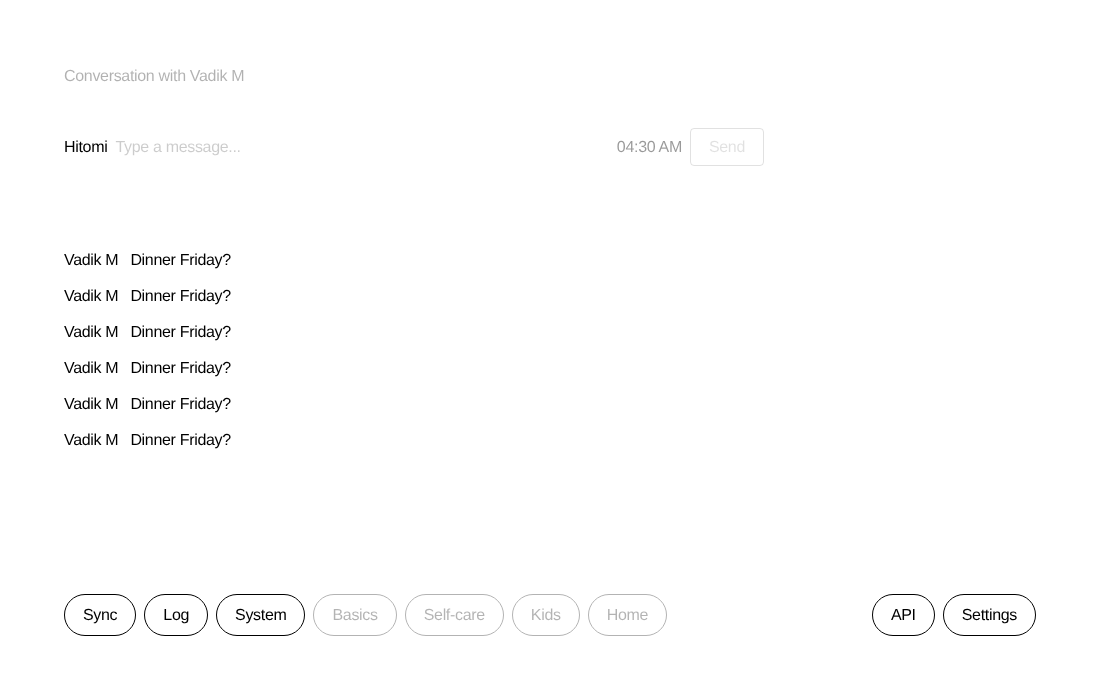 Conversation with Vadik M
Hitomi Type a message... 04:30 AM Send
Vadik M Dinner Friday?
Vadik M Dinner Friday?
Vadik M Dinner Friday?
Vadik M Dinner Friday?
Vadik M Dinner Friday?
Vadik M Dinner Friday?
Sync Log System Basics Self-care Kids Home API Settings